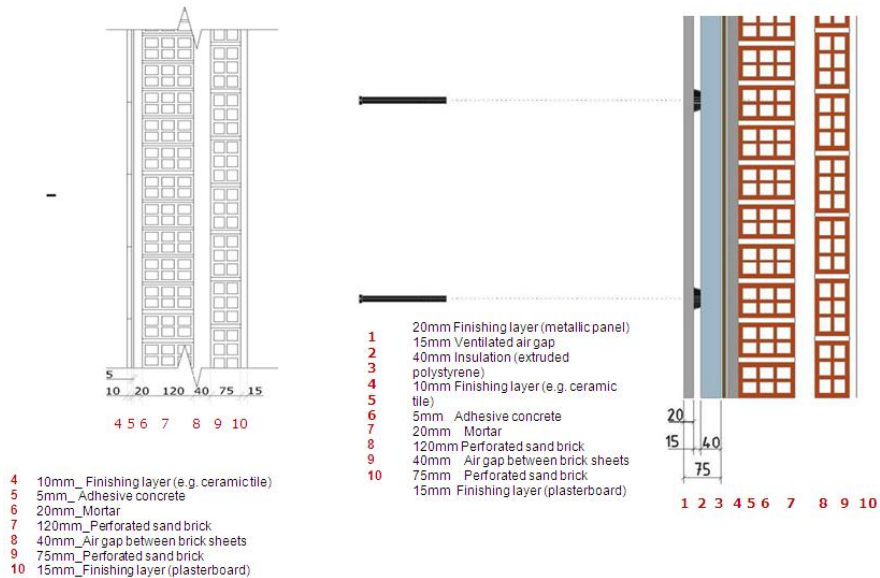 5
10 20 120 40 75 15
4 5 6 7 8 9 10
4 10mm_ Finishing layer (e.g. ceramic tile)
5 5mm_ Adhesive concrete
6 20mm_Mortar
7 120mm_Perforated sand brick
8 40mm_Air gap between brick sheets
9 75mm_Perforated sand brick
10 15mm_Finishing layer (plasterboard)
20mm Finishing layer (metallic panel)
1 15mm Ventilated air gap
2 40mm Insulation (extruded
3 polystyrene)
4 10mm Finishing layer (e.g. ceramic
5 tile)
6 5mm Adhesive concrete
7 20mm Mortar
8 120mm Perforated sand brick
9 40mm Air gap between brick sheets
10 75mm Perforated sand brick
15mm Finishing layer (plasterboard)
20
15 40
75
1 2 3 4 5 6 7 8 9 10